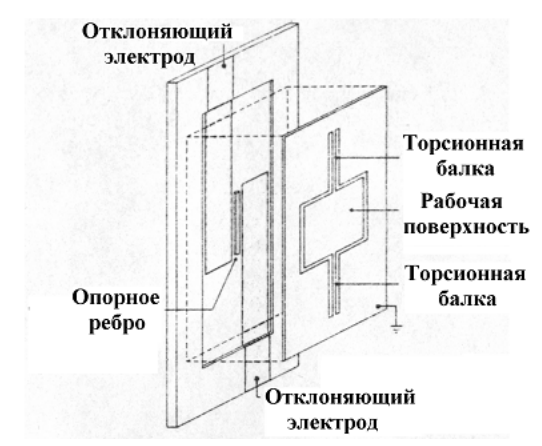 Отклоняющий
электрод
Торсионная
балка
Рабочая
поверхность
Торсионная
балка
Опорное
ребро
Отклоняющий
электрод